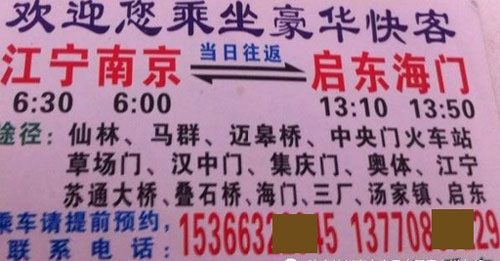 欢迎您乘坐豪华快客
江宁南京 当日往返 启东海门
6:30 6:00 13:10 13:50
途径：仙林、马群、迈皋桥、中央门火车站
草场门、汉中门、集庆门、奥体、江宁
苏通大桥、叠石桥、海门、三厂、汤家镇、启东
乘车请提前预约，
联系电话：15366345 1377029